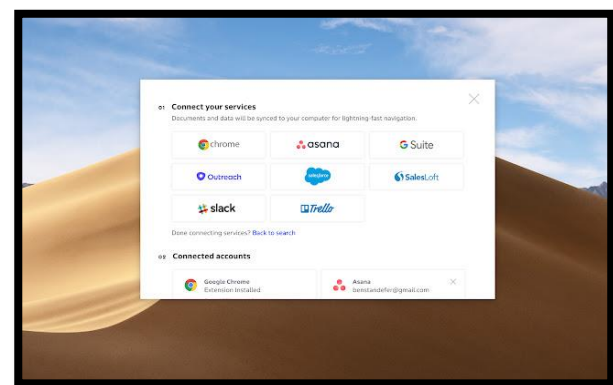 01 Connect your services
Documents and data will be synced to your computer for lightning-fast navigation.
chrome
asana
G Suite
Outreach
salesforce
SalesLoft
slack
Trello
Done connecting services? Back to search
02 Connected accounts
Google Chrome
Extension Installed
Asana
benstandefer@gmail.com